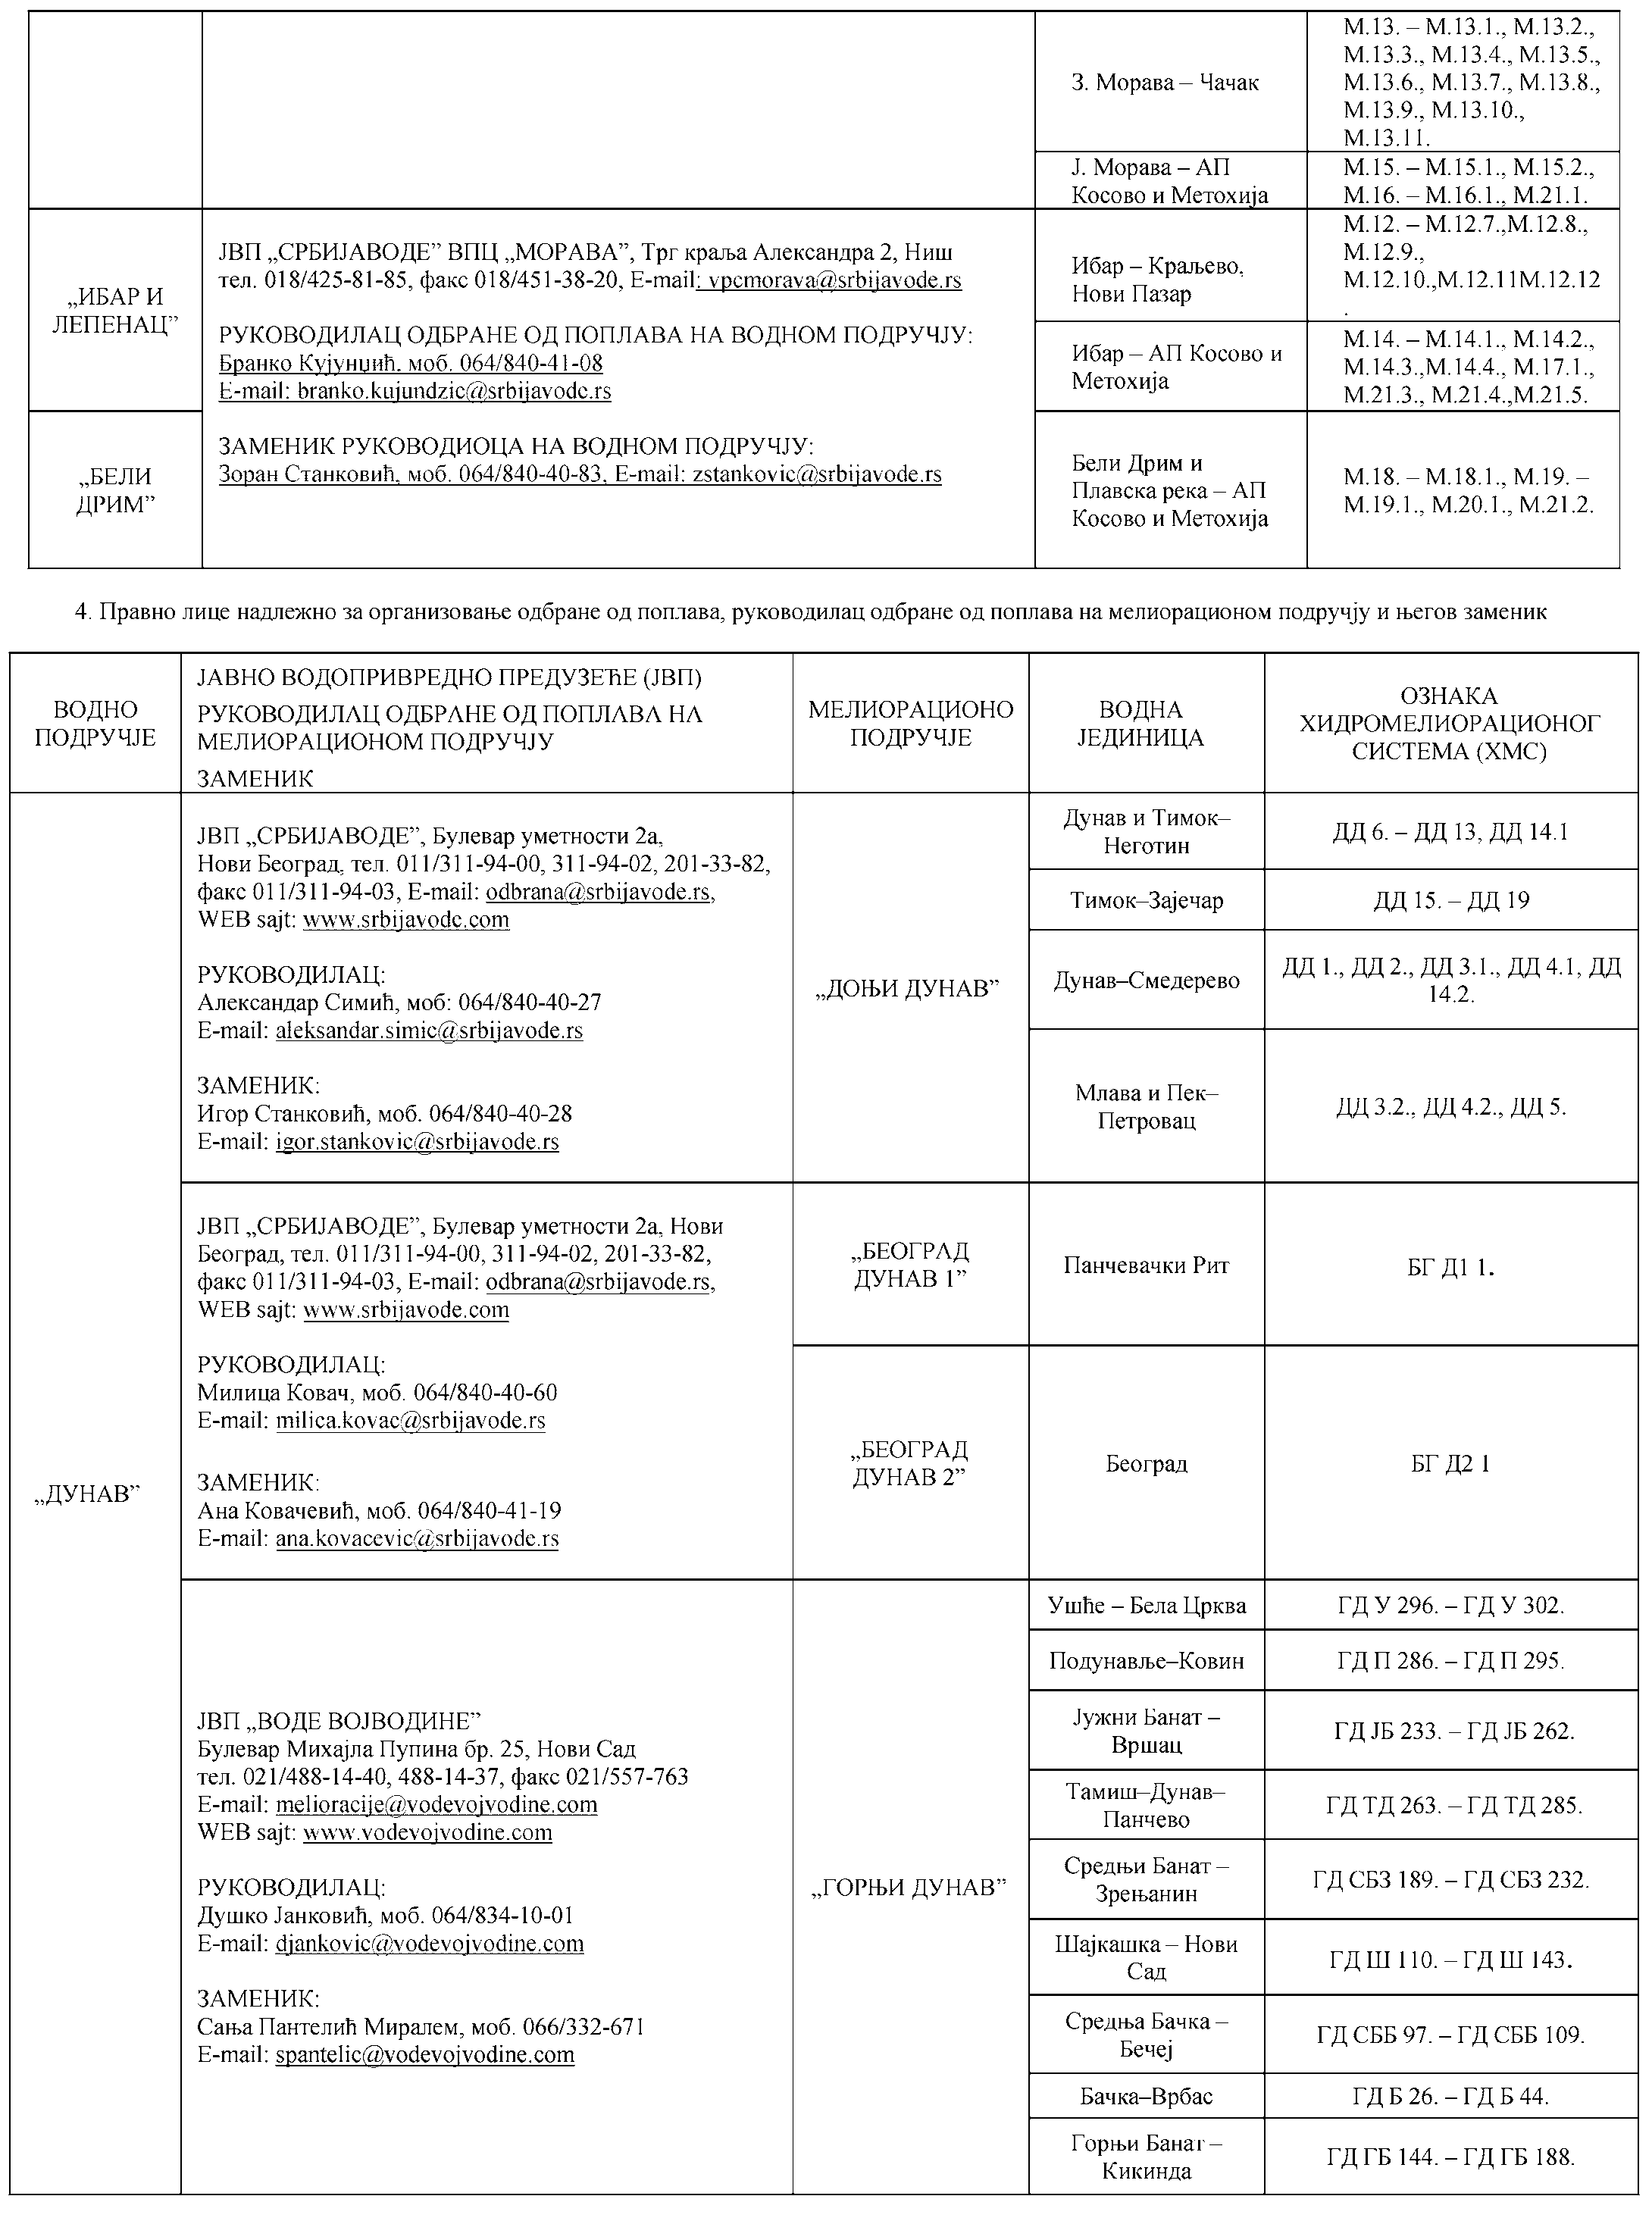 З. Морава – Чачак
М.13. – М.13.1., М.13.2.,
М.13.3., М.13.4., М.13.5.,
М.13.6., М.13.7., М.13.8.,
М.13.9., М.13.10.,
М.13.11.
Ј. Морава – АП
Косово и Метохија
М.15. – М.15.1., М.15.2.,
М.16. – М.16.1., М.21.1.
„ИБАР И
ЛЕПЕНАЦ”
ЈВП „СРБИЈАВОДЕ” ВПЦ „МОРАВА”, Трг краља Александра 2, Ниш
тел. 018/425-81-85, факс 018/451-38-20, E-mail: vpcmorava@srbijavode.rs
РУКОВОДИЛАЦ ОДБРАНЕ ОД ПОПЛАВА НА ВОДНОМ ПОДРУЧЈУ:
Бранко Кујунџић, моб. 064/840-41-08
E-mail: branko.kujundzic@srbijavode.rs
ЗАМЕНИК РУКОВОДИОЦА НА ВОДНОМ ПОДРУЧЈУ:
Зоран Станковић, моб. 064/840-40-83, E-mail: zstankovic@srbijavode.rs
Ибар – Краљево,
Нови Пазар
М.12. – М.12.7.,М.12.8.,
М.12.9.,
М.12.10.,М.12.11М.12.12
.
Ибар – АП Косово и
Метохија
М.14. – М.14.1., М.14.2.,
М.14.3.,М.14.4., М.17.1.,
М.21.3., М.21.4.,М.21.5.
„БЕЛИ
ДРИМ”
Бели Дрим и
Плавска река – АП
Косово и Метохија
М.18. – М.18.1., М.19. –
М.19.1., М.20.1., М.21.2.
4. Правно лице надлежно за организовање одбране од поплава, руководилац одбране од поплава на мелиорационом подручју и његов заменик
ВОДНО
ПОДРУЧЈЕ
ЈАВНО ВОДОПРИВРЕДНО ПРЕДУЗЕЋЕ (ЈВП)
РУКОВОДИЛАЦ ОДБРАНЕ ОД ПОПЛАВА НА
МЕЛИОРАЦИОНОМ ПОДРУЧЈУ
ЗАМЕНИК
МЕЛИОРАЦИОНО
ПОДРУЧЈЕ
ВОДНА
ЈЕДИНИЦА
ОЗНАКА
ХИДРОМЕЛИОРАЦИОНОГ
СИСТЕМА (ХМС)
„ДУНАВ”
ЈВП „СРБИЈАВОДЕ”, Булевар уметности 2а,
Нови Београд, тел. 011/311-94-00, 311-94-02, 201-33-82,
факс 011/311-94-03, E-mail: odbrana@srbijavode.rs,
WEB sajt: www.srbijavode.com
РУКОВОДИЛАЦ:
Александар Симић, моб: 064/840-40-27
E-mail: aleksandar.simic@srbijavode.rs
ЗАМЕНИК:
Игор Станковић, моб. 064/840-40-28
E-mail: igor.stankovic@srbijavode.rs
„ДОЊИ ДУНАВ”
Дунав и Тимок–
Неготин
ДД 6. – ДД 13, ДД 14.1
Тимок–Зајечар
ДД 15. – ДД 19
Дунав–Смедерево
ДД 1., ДД 2., ДД 3.1., ДД 4.1, ДД
14.2.
Млава и Пек–
Петровац
ДД 3.2., ДД 4.2., ДД 5.
ЈВП „СРБИЈАВОДЕ”, Булевар уметности 2а, Нови
Београд, тел. 011/311-94-00, 311-94-02, 201-33-82,
факс 011/311-94-03, E-mail: odbrana@srbijavode.rs,
WEB sajt: www.srbijavode.com
РУКОВОДИЛАЦ:
Милица Ковач, моб. 064/840-40-60
E-mail: milica.kovac@srbijavode.rs
ЗАМЕНИК:
Ана Ковачевић, моб. 064/840-41-19
E-mail: ana.kovacevic@srbijavode.rs
„БЕОГРАД
ДУНАВ 1”
Панчевачки Рит
БГ Д1 1.
„БЕОГРАД
ДУНАВ 2”
Београд
БГ Д2 1
ЈВП „ВОДЕ ВОЈВОДИНЕ”
Булевар Михајла Пупина бр. 25, Нови Сад
тел. 021/488-14-40, 488-14-37, факс 021/557-763
E-mail: melioracije@vodevojvodine.com
WEB sajt: www.vodevojvodine.com
РУКОВОДИЛАЦ:
Душко Јанковић, моб. 064/834-10-01
E-mail: djankovic@vodevojvodine.com
ЗАМЕНИК:
Сања Пантелић Миралем, моб. 066/332-671
E-mail: spantelic@vodevojvodine.com
„ГОРЊИ ДУНАВ”
Ушће – Бела Црква
ГД У 296. – ГД У 302.
Подунавље–Ковин
ГД П 286. – ГД П 295.
Јужни Банат –
Вршац
ГД ЈБ 233. – ГД ЈБ 262.
Тамиш–Дунав–
Панчево
ГД ТД 263. – ГД ТД 285.
Средњи Банат –
Зрењанин
ГД СБЗ 189. – ГД СБЗ 232.
Шајкашка – Нови
Сад
ГД Ш 110. – ГД Ш 143.
Средња Бачка –
Бечеј
ГД СББ 97. – ГД СББ 109.
Бачка–Врбас
ГД Б 26. – ГД Б 44.
Горњи Банат –
Кикинда
ГД ГБ 144. – ГД ГБ 188.